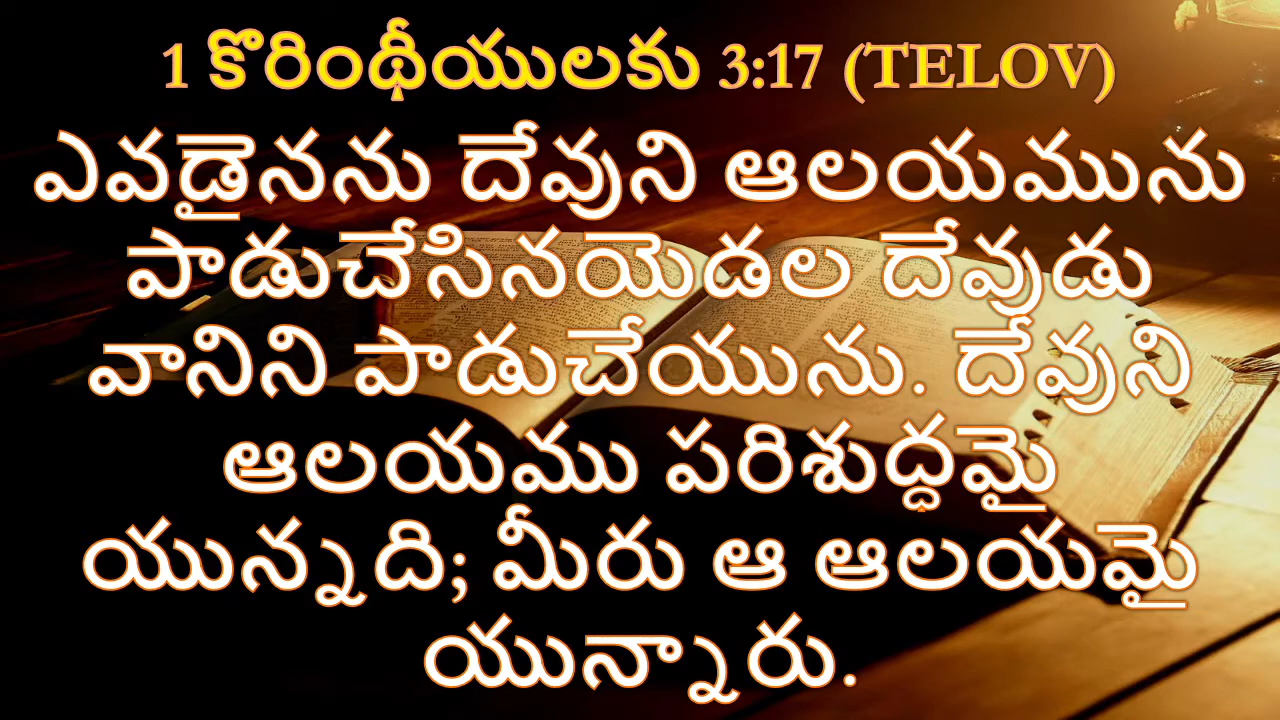 1 కొరింథీయులకు 3:17 (TELOV)
ఎవడైనను దేవుని ఆలయమును
పాడుచేసినయెడల దేవుడు
వానిని పాడుచేయును. దేవుని
ఆలయము పరిశుద్ధమై
యున్నది; మీరు ఆ ఆలయమై
యున్నారు.